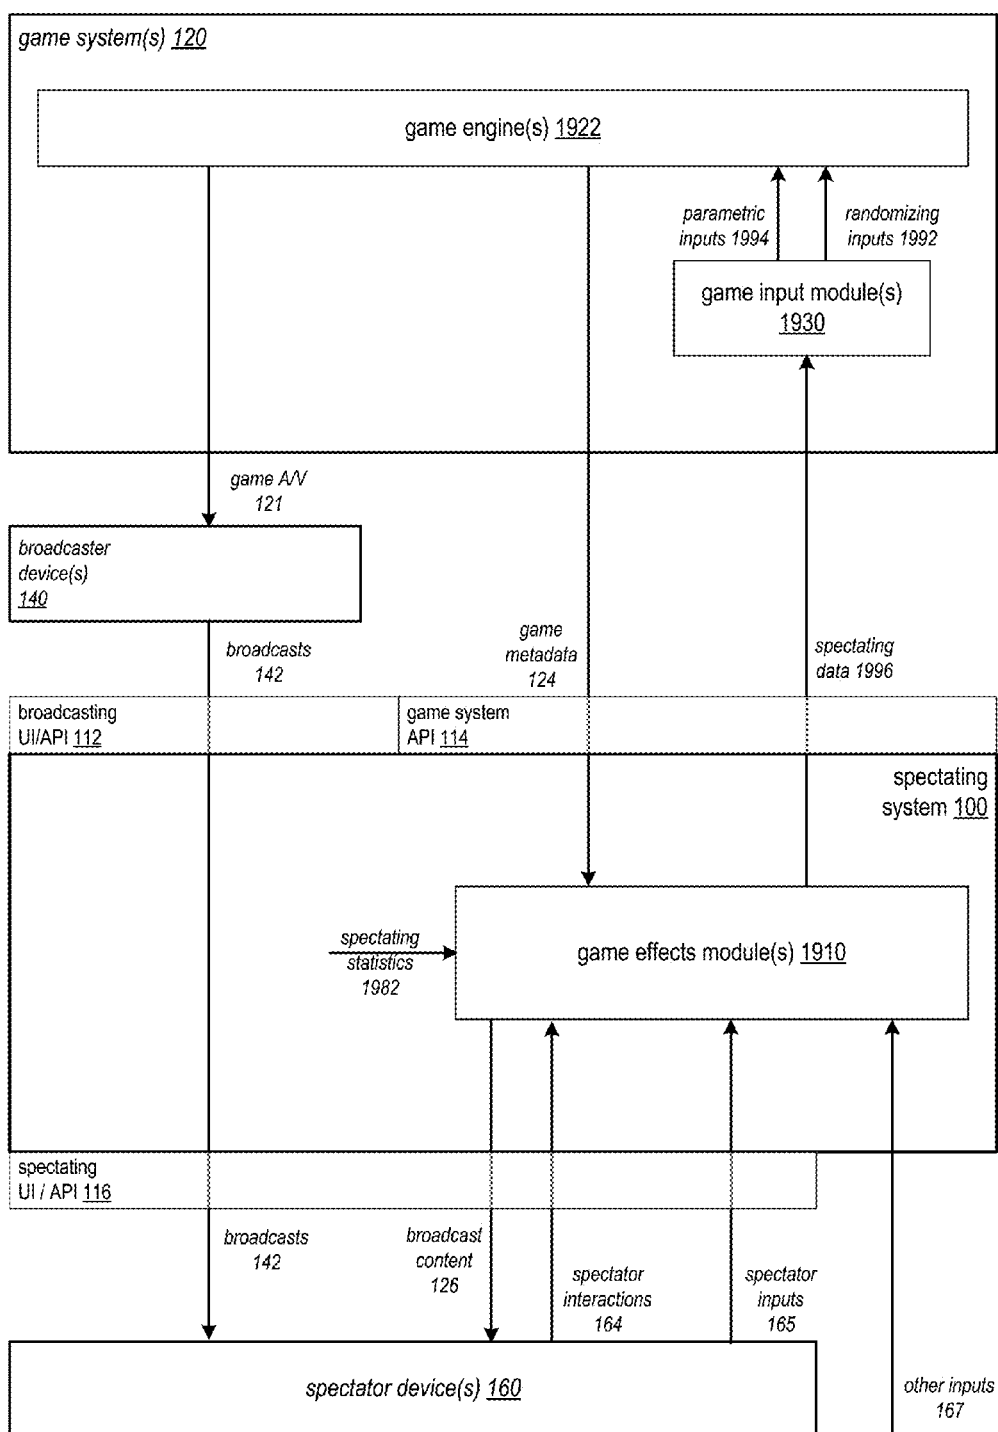 game system(s) 120
game engine(s) 1922
parametric
inputs 1994
randomizing
inputs 1992
game input module(s)
1930
game A/V
121
broadcaster
device(s)
140
broadcasts
142
game
metadada
124
spectating
data 1996
broadcasting
UI/API 112
game system
API 114
spectating
system 100
spectating
statistics
1982
game effects module(s) 1910
spectating
UI / API 116
broadcasts
142
broadcast
content
126
spectator
interactions
164
spectator
inputs
165
spectator device(s) 160
other inputs
167